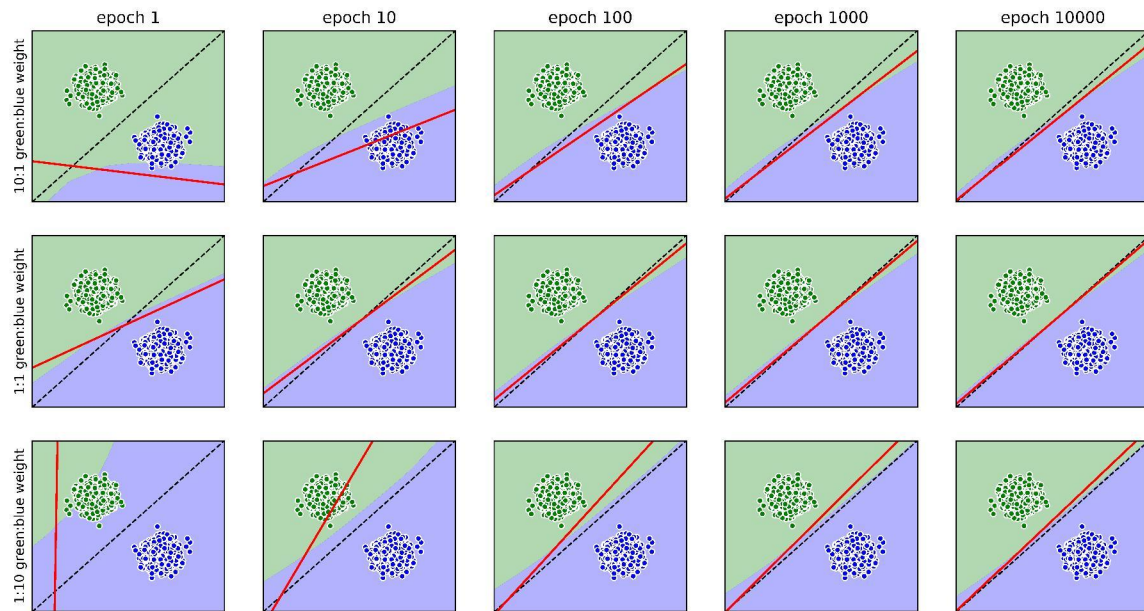 epoch 1
epoch 10
epoch 100
epoch 1000
epoch 10000
10:1 green:blue weight
1:1 green:blue weight
1:10 green:blue weight